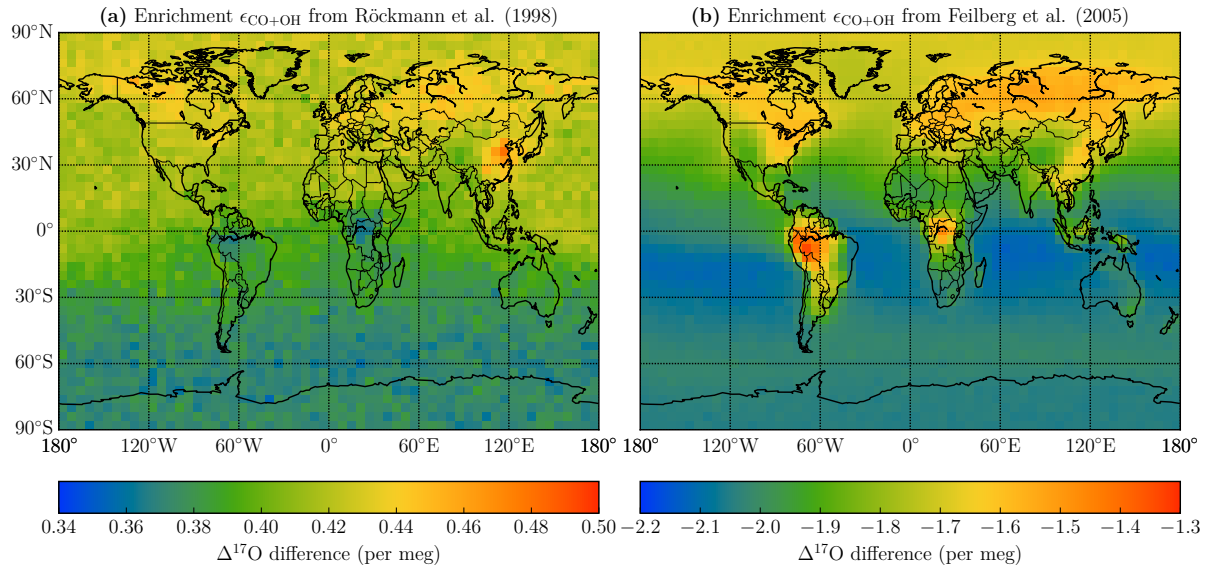 (a) Enrichment ϵCO+OH from Röckmann et al. (1998)
(b) Enrichment ϵCO+OH from Feilberg et al. (2005)
90°N
60°N
30°N
0°
30°S
60°S
90°S
180° 120°W 60°W 0° 60°E 120°E 180°
180° 120°W 60°W 0° 60°E 120°E 180°
0.34 0.36 0.38 0.40 0.42 0.44 0.46 0.48 0.50
Δ¹⁷O difference (per meg)
−2.2 −2.1 −2.0 −1.9 −1.8 −1.7 −1.6 −1.5 −1.4 −1.3
Δ¹⁷O difference (per meg)